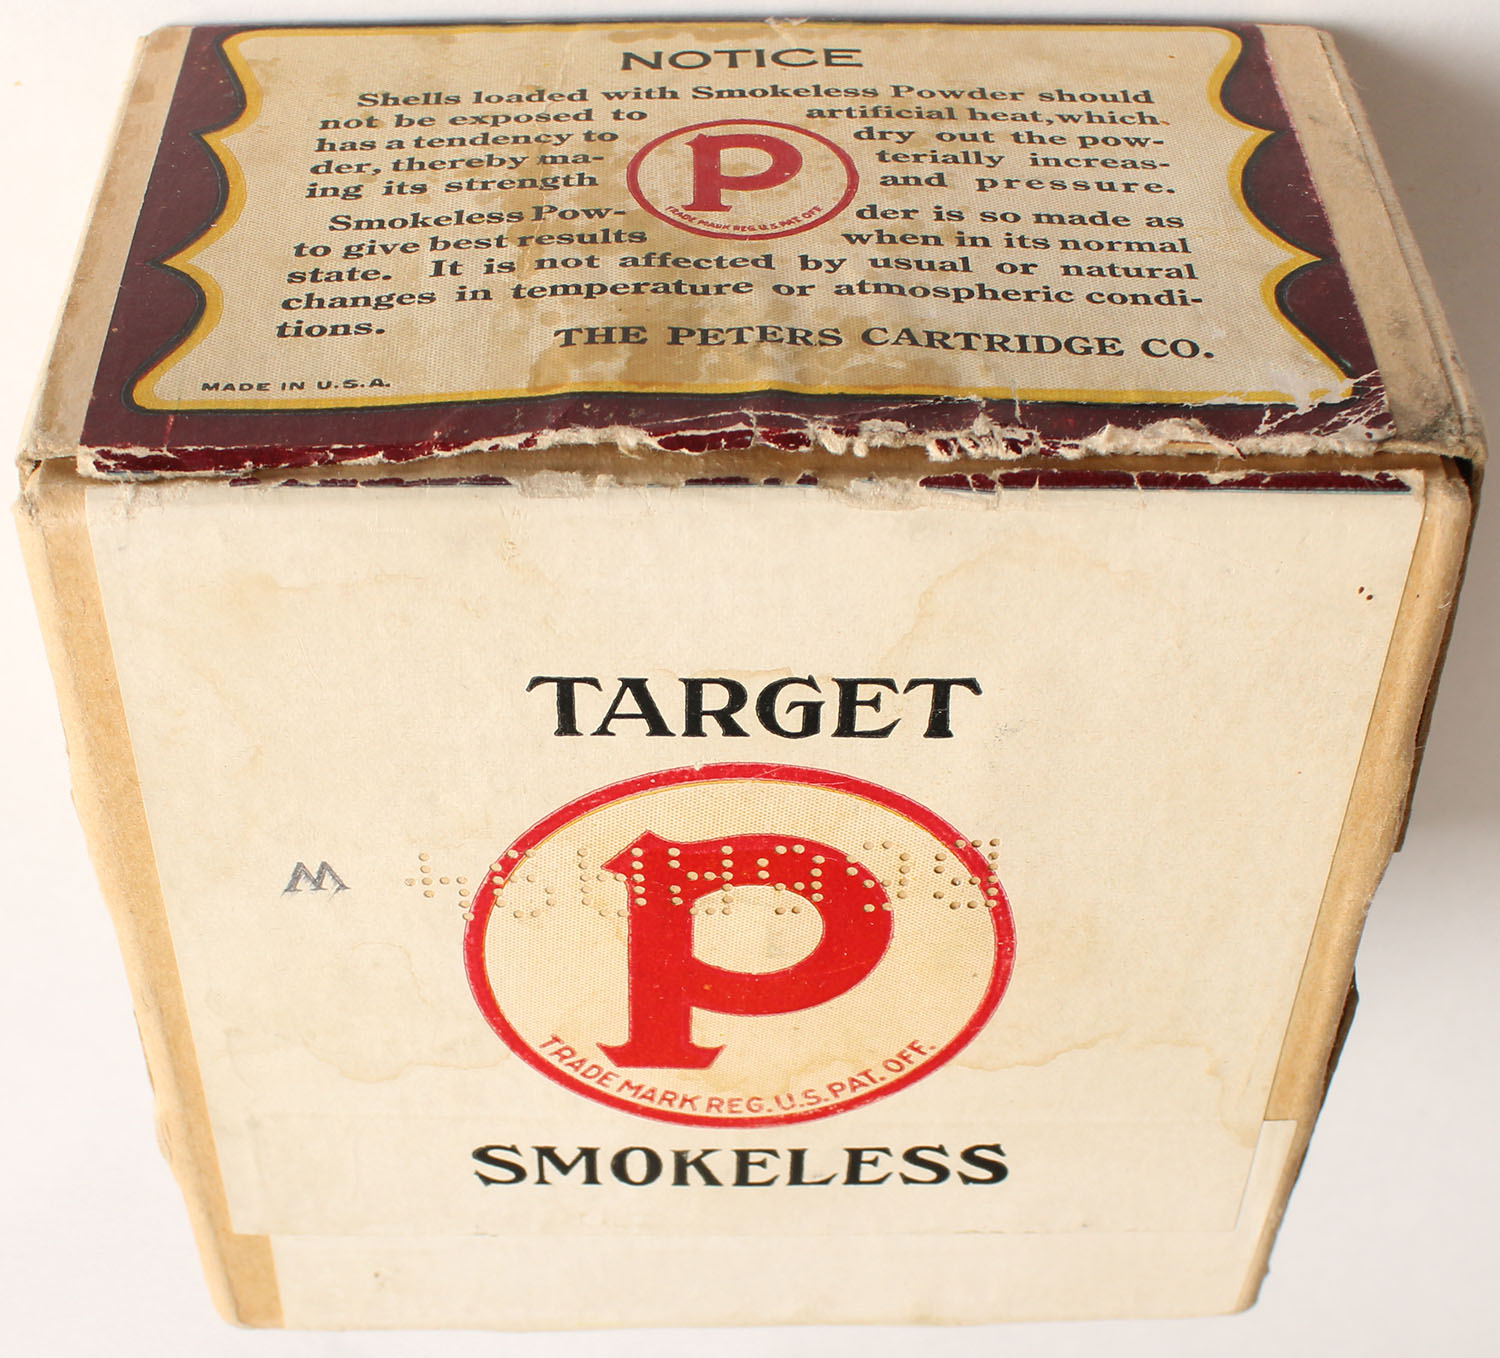 NOTICE
Shells loaded with Smokeless Powder should
not be exposed to artificial heat, which
has a tendency to dry out the pow-
der, thereby ma- terially increas-
ing its strength and pressure.
P
TRADE MARK REG. U.S. PAT. OFF.
Smokeless Pow- der is so made as
to give best results when in its normal
state. It is not affected by usual or natural
changes in temperature or atmospheric condi-
tions.
THE PETERS CARTRIDGE CO.
MADE IN U.S.A.
TARGET
W
P
TRADE MARK REG. U.S. PAT. OFF.
SMOKELESS